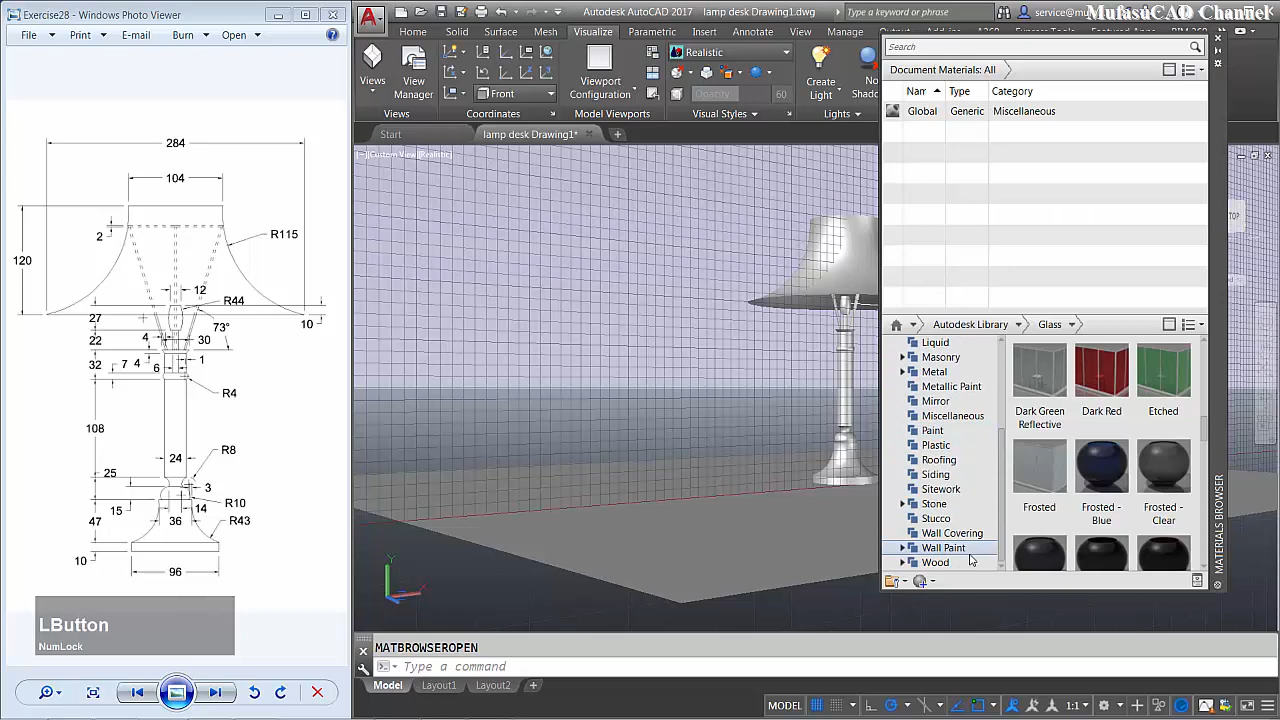 Exercise28 - Windows Photo Viewer
File Print E-mail Burn Open
284
104
2
R115
120
12
R44
27
10
73°
22
4
30
32
7 4
1
6
R4
108
24
R8
25
3
15
14
R10
47
36
R43
10
96
LButton
NumLock
Autodesk AutoCAD 2017 lamp desk Drawing1.dwg
Type a keyword or phrase
MufasuCAD Channel
Home Solid Surface Mesh Visualize Parametric Insert Annotate View Manage
Views
View
Manager
Front
Viewport
Configuration
Realistic
Opacity 60
Create
Light
No
Views Coordinates Model Viewports Visual Styles Lights
Start lamp desk Drawing1* +
[−][Custom View][Realistic]
TOP
Y
X
Search
Document Materials: All
Type Category
Global Generic Miscellaneous
Autodesk Library Glass
Liquid
Masonry
Metal
Metallic Paint
Mirror
Miscellaneous
Paint
Plastic
Roofing
Siding
Sitework
Stone
Stucco
Wall Covering
Wall Paint
Wood
Dark Green
Reflective
Dark Red
Etched
Frosted
Frosted -
Blue
Frosted -
Clear
MATERIALS BROWSER
MATBROWSEROPEN
Type a command
Model Layout1 Layout2 +
MODEL 1:1